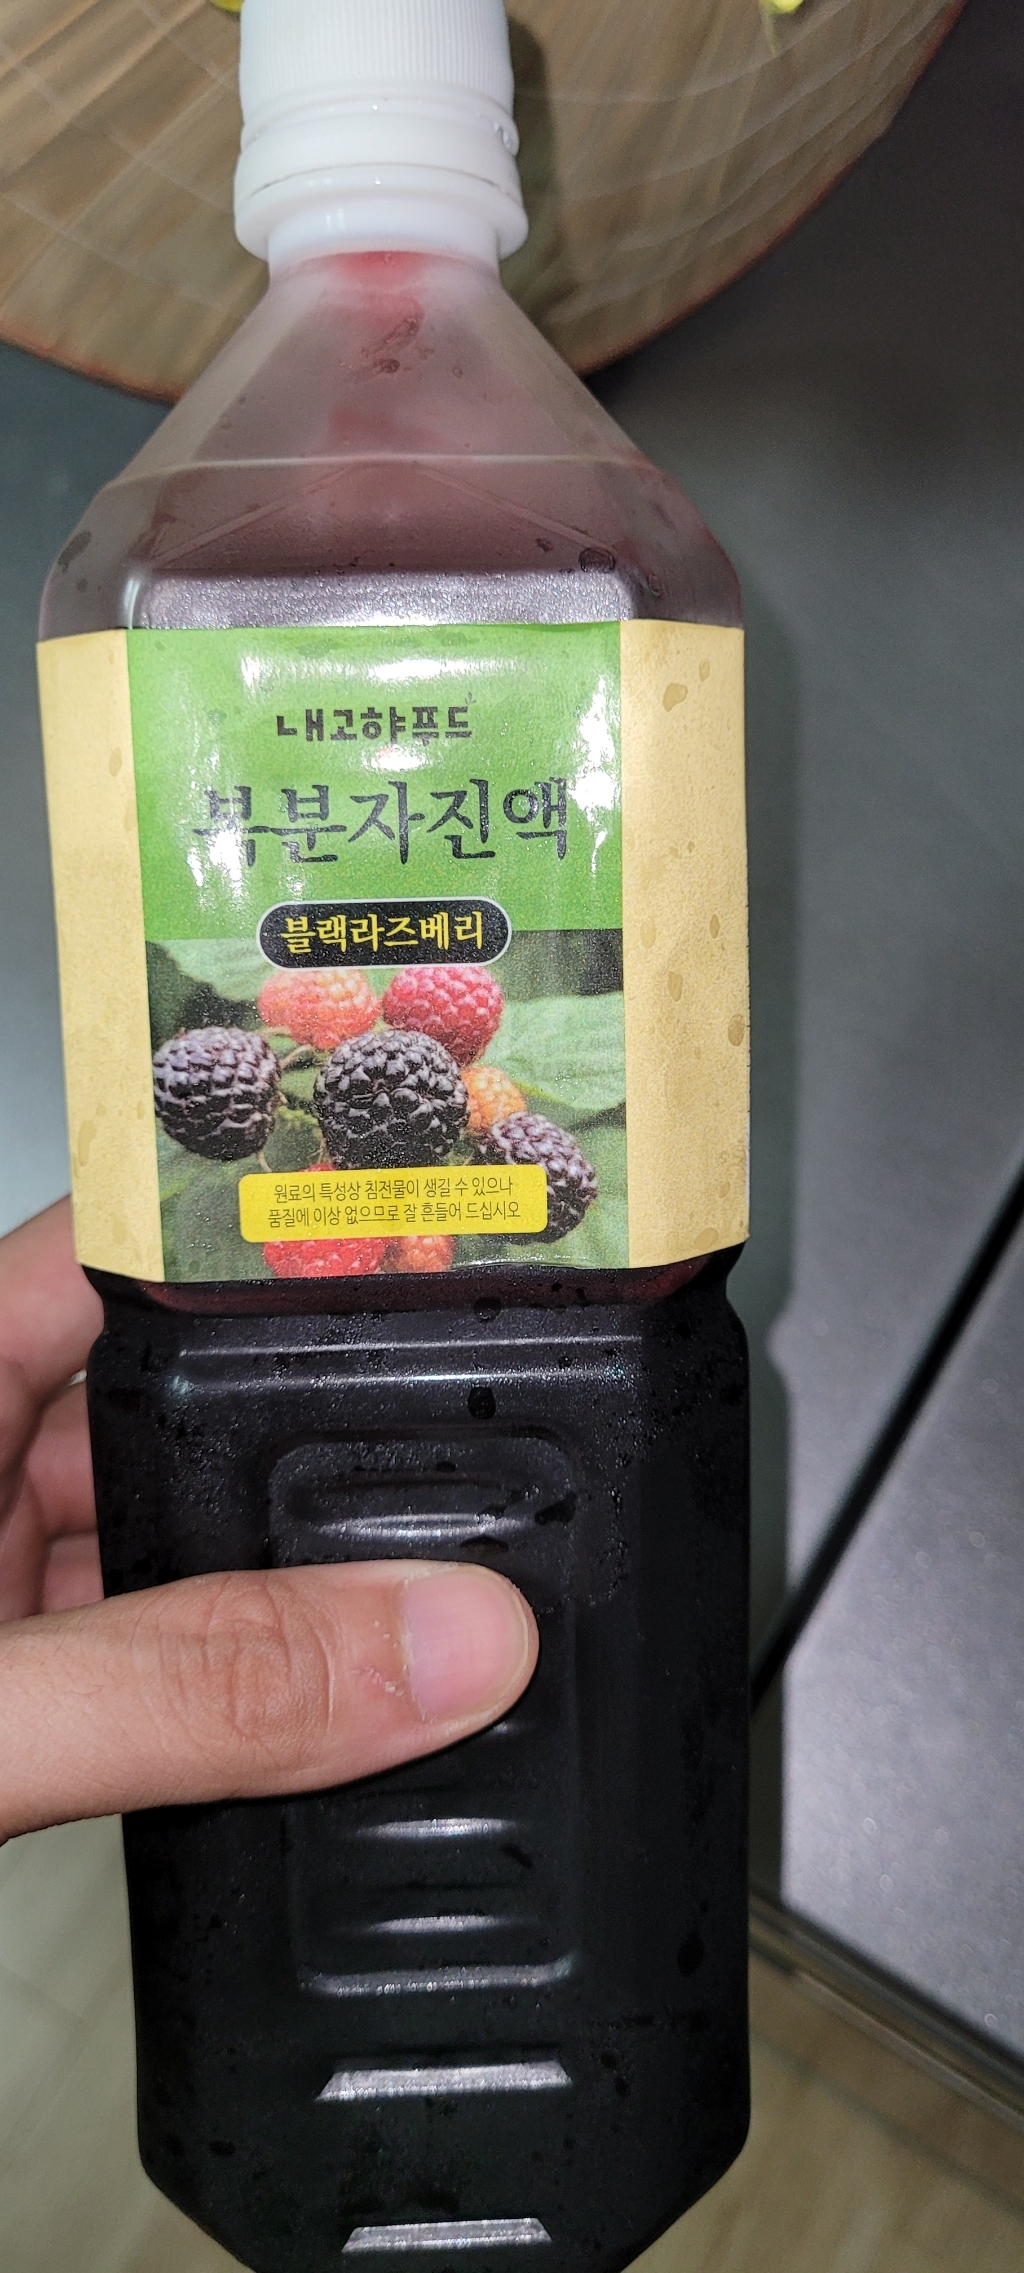 내고향푸드
복분자진액
블랙라즈베리
원료의 특성상 침전물이 생길 수 있으나
품질에 이상 없으므로 잘 흔들어 드십시오